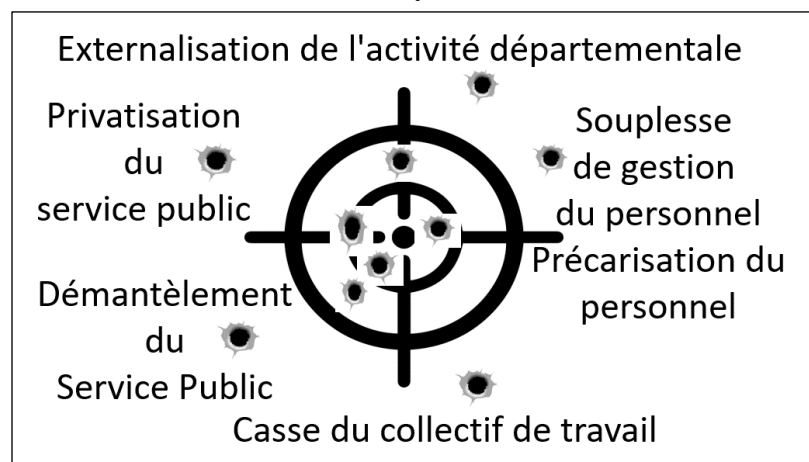 Externalisation de l'activité départementale
Privatisation
du
service public
Souplesse
de gestion
du personnel
Précarisation du
personnel
Démantèlement
du
Service Public
Casse du collectif de travail